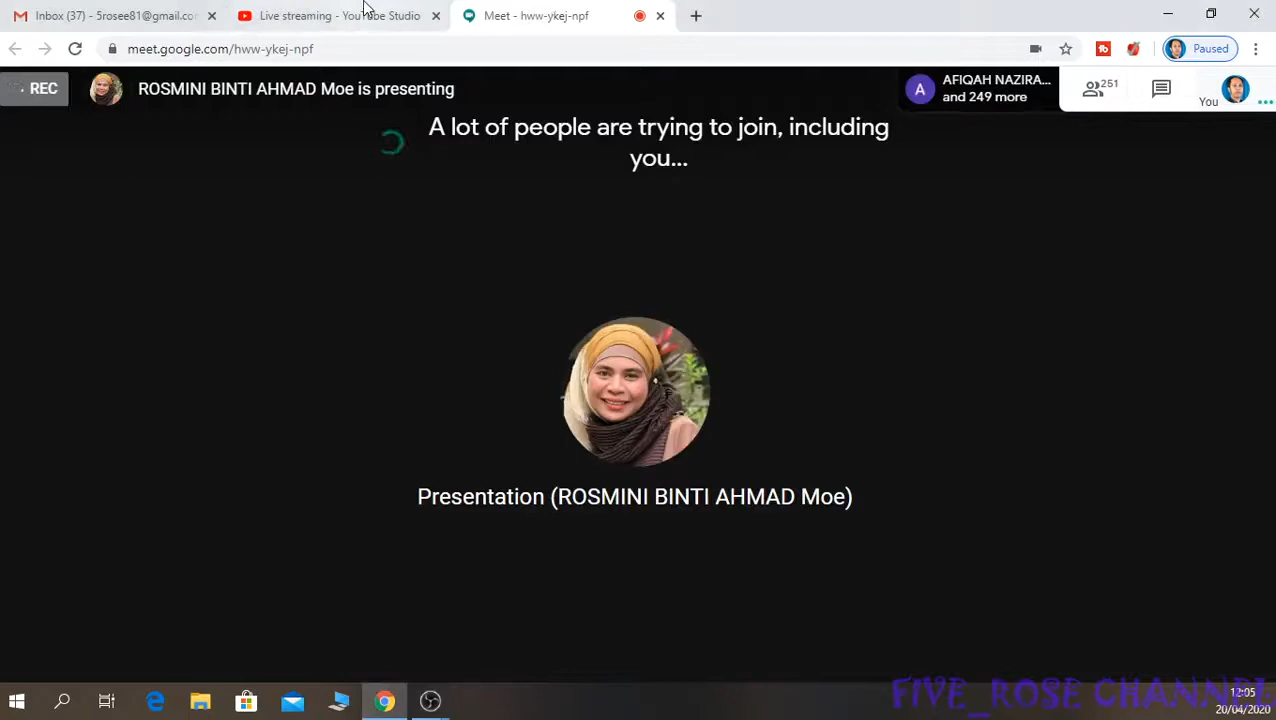 Inbox (37) - 5rosee81@gmail.co
Live streaming - YouTube Studio
Meet - hww-ykej-npf
meet.google.com/hww-ykej-npf
Paused
REC
ROSMINI BINTI AHMAD Moe is presenting
AFIQAH NAZIRA...
and 249 more
A
251
You
A lot of people are trying to join, including
you...
Presentation (ROSMINI BINTI AHMAD Moe)
FIVE_ROSE CHANNEL
12:05
20/04/2020